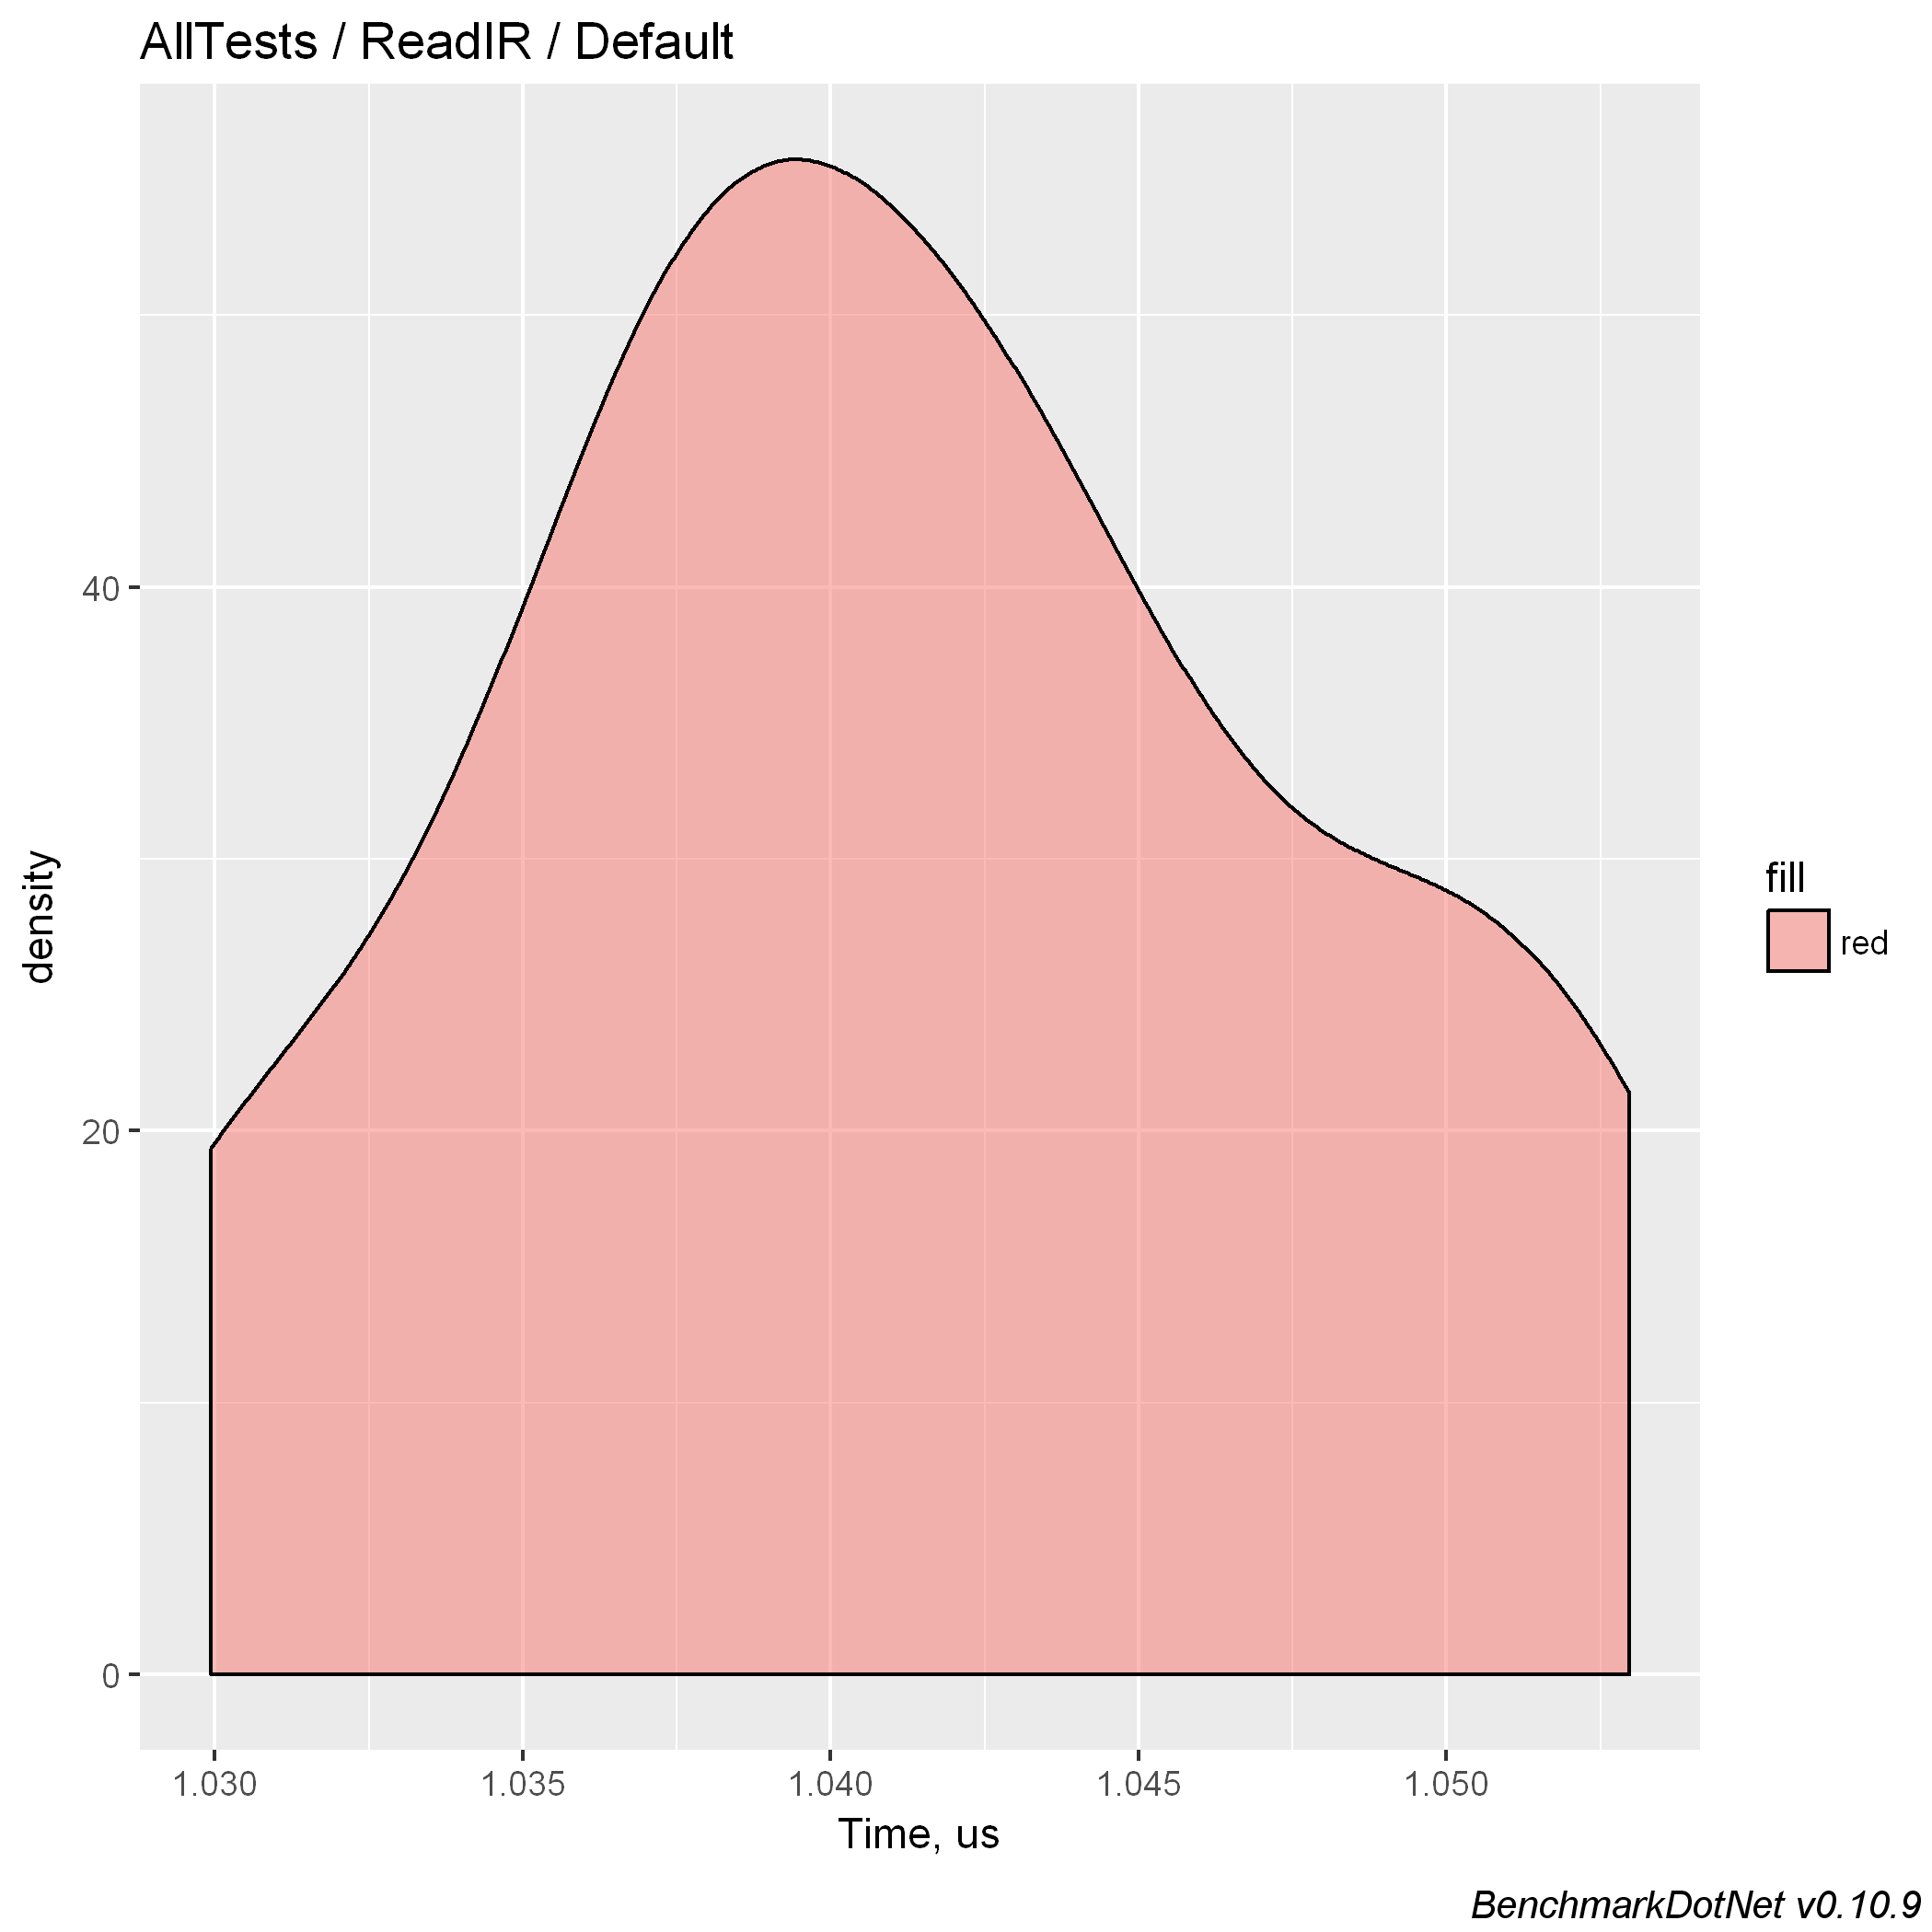 AllTests / ReadIR / Default
density
40
20
0
1.030 1.035 1.040 1.045 1.050
Time, us
fill
red
BenchmarkDotNet v0.10.9